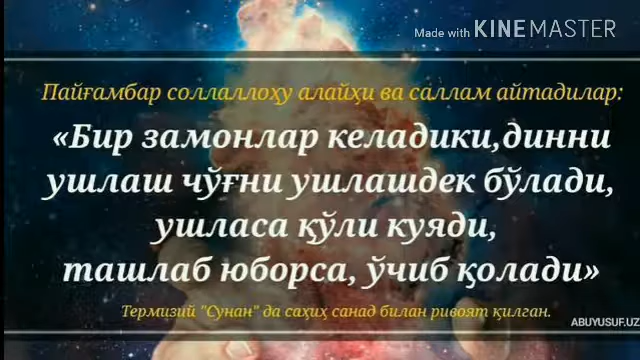 Made with KINEMASTER
Пайғамбар соллаллоҳу алайҳи ва саллам айтадилар:
«Бир замонлар келадики,динни
ушлаш чўғни ушлашдек бўлади,
ушласа қўли куяди,
ташлаб юборса, ўчиб қолади»
Термизий "Сунан" да саҳиҳ санад билан ривоят қилган.
ABUYUSUF.UZ